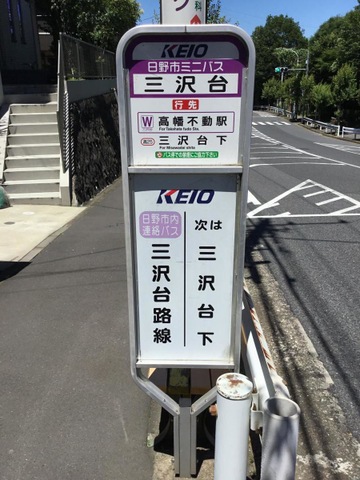 KEIO
日野市ミニバス
三沢台
行先
W 高幡不動駅
For Takahata-fudo Sta.
三沢台下
For Misawadai-shita
KEIO
日野市内
連絡バス
三沢台路線
次は
三沢台下